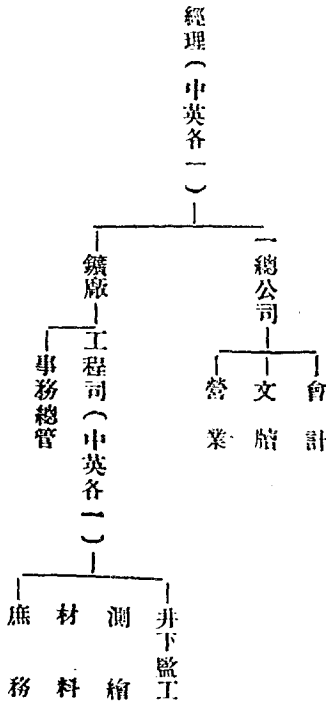 經理（中英各一）
總公司
會計
文牘
營業
鑛廠
工程司（中英各一）
井下監工
測繪
材料
庶務
事務總管